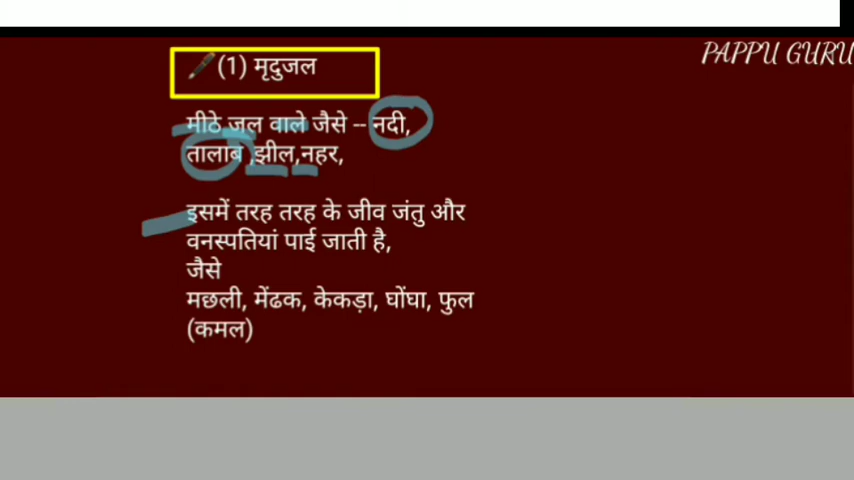 PAPPU GURU
(1) मृदुजल
मीठे जल वाले जैसे -- नदी,
तालाब ,झील,नहर,
इसमें तरह तरह के जीव जंतु और
वनस्पतियां पाई जाती है,
जैसे
मछली, मेंढक, केकड़ा, घोंघा, फुल
(कमल)